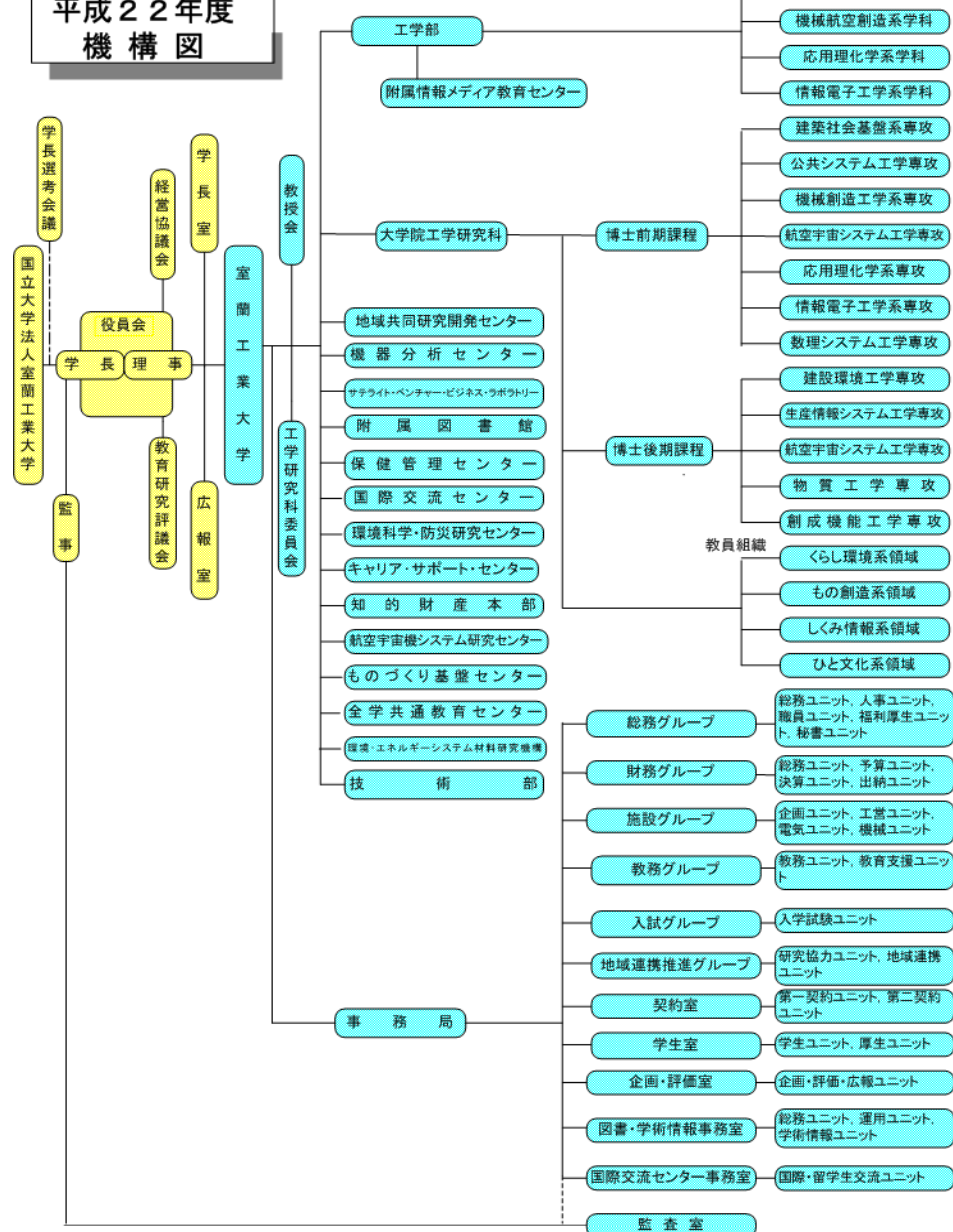 平成２２年度
機構図
学長選考会議
国立大学法人室蘭工業大学
経営協議会
学長室
役員会
学長
理事
監事
教育研究評議会
広報室
室蘭工業大学
教授会
工学研究科委員会
工学部
附属情報メディア教育センター
機械航空創造系学科
応用理化学系学科
情報電子工学系学科
大学院工学研究科
博士前期課程
建築社会基盤系専攻
公共システム工学専攻
機械創造工学系専攻
航空宇宙システム工学専攻
応用理化学系専攻
情報電子工学系専攻
数理システム工学専攻
博士後期課程
建設環境工学専攻
生産情報システム工学専攻
航空宇宙システム工学専攻
物質工学専攻
創成機能工学専攻
教員組織
くらし環境系領域
もの創造系領域
しくみ情報系領域
ひと文化系領域
地域共同研究開発センター
機器分析センター
サテライト・ベンチャー・ビジネス・ラボラトリー
附属図書館
保健管理センター
国際交流センター
環境科学・防災研究センター
キャリア・サポート・センター
知的財産本部
航空宇宙機システム研究センター
ものづくり基盤センター
全学共通教育センター
環境・エネルギーシステム材料研究機構
技術部
事務局
総務グループ
総務ユニット，人事ユニット，
職員ユニット，福利厚生ユニッ
ト，秘書ユニット
財務グループ
総務ユニット，予算ユニット，
決算ユニット，出納ユニット
施設グループ
企画ユニット，工営ユニット，
電気ユニット，機械ユニット
教務グループ
教務ユニット，教育支援ユニッ
ト
入試グループ
入学試験ユニット
地域連携推進グループ
研究協力ユニット，地域連携
ユニット
契約室
第一契約ユニット，第二契約
ユニット
学生室
学生ユニット，厚生ユニット
企画・評価室
企画・評価・広報ユニット
図書・学術情報事務室
総務ユニット，運用ユニット，
学術情報ユニット
国際交流センター事務室
国際・留学生交流ユニット
監査室